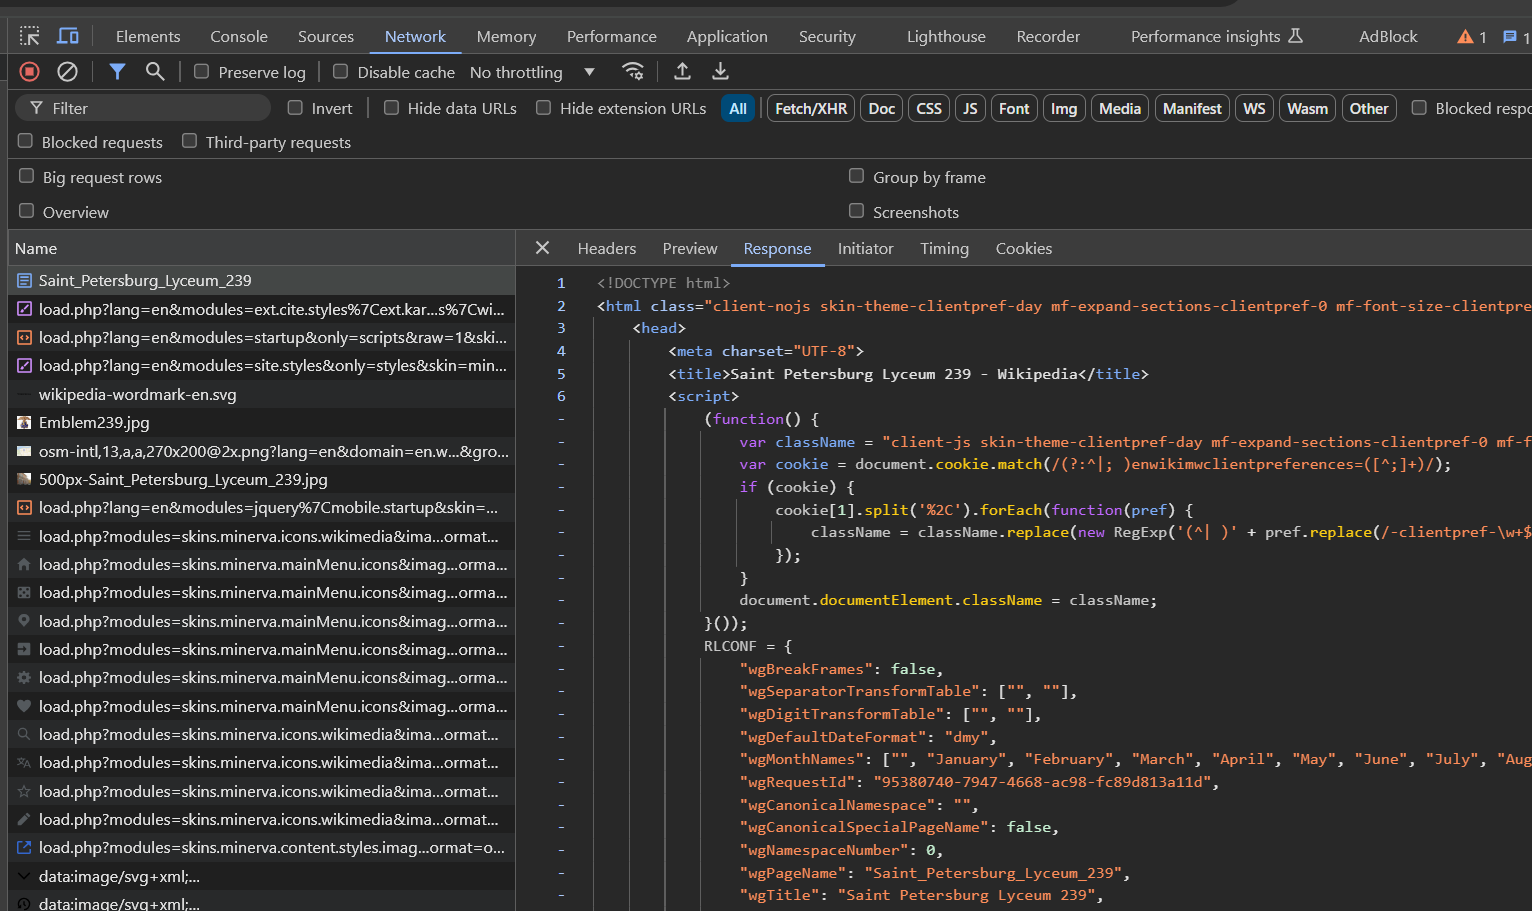 Elements Console Sources Network Memory Performance Application Security Lighthouse Recorder Performance insights AdBlock 1 1
Preserve log Disable cache No throttling
Filter Invert Hide data URLs Hide extension URLs All Fetch/XHR Doc CSS JS Font Img Media Manifest WS Wasm Other Blocked respo
Blocked requests Third-party requests
Big request rows Group by frame
Overview Screenshots
Name
Saint_Petersburg_Lyceum_239
load.php?lang=en&modules=ext.cite.styles%7Cext.kar...s%7Cwi...
load.php?lang=en&modules=startup&only=scripts&raw=1&ski...
load.php?lang=en&modules=site.styles&only=styles&skin=min...
wikipedia-wordmark-en.svg
Emblem239.jpg
osm-intl,13,a,a,270x200@2x.png?lang=en&domain=en.w...&gro...
500px-Saint_Petersburg_Lyceum_239.jpg
load.php?lang=en&modules=jquery%7Cmobile.startup&skin=...
load.php?modules=skins.minerva.icons.wikimedia&ima...ormat...
load.php?modules=skins.minerva.mainMenu.icons&imag...orma...
load.php?modules=skins.minerva.mainMenu.icons&imag...orma...
load.php?modules=skins.minerva.mainMenu.icons&imag...orma...
load.php?modules=skins.minerva.mainMenu.icons&imag...orma...
load.php?modules=skins.minerva.mainMenu.icons&imag...orma...
load.php?modules=skins.minerva.mainMenu.icons&imag...orma...
load.php?modules=skins.minerva.icons.wikimedia&ima...ormat...
load.php?modules=skins.minerva.icons.wikimedia&ima...ormat...
load.php?modules=skins.minerva.icons.wikimedia&ima...ormat...
load.php?modules=skins.minerva.icons.wikimedia&ima...ormat...
load.php?modules=skins.minerva.content.styles.imag...ormat=o...
data:image/svg+xml;...
data:image/svg+xml;...
Headers Preview Response Initiator Timing Cookies
1 <!DOCTYPE html>
2 <html class="client-nojs skin-theme-clientpref-day mf-expand-sections-clientpref-0 mf-font-size-clientpre
3 <head>
4 <meta charset="UTF-8">
5 <title>Saint Petersburg Lyceum 239 - Wikipedia</title>
6 <script>
- (function() {
- var className = "client-js skin-theme-clientpref-day mf-expand-sections-clientpref-0 mf-f
- var cookie = document.cookie.match(/(?:^|; )enwikimwclientpreferences=([^;]+)/);
- if (cookie) {
- cookie[1].split('%2C').forEach(function(pref) {
- className = className.replace(new RegExp('(^| )' + pref.replace(/-clientpref-\w+$
- });
- }
- document.documentElement.className = className;
- }());
- RLCONF = {
- "wgBreakFrames": false,
- "wgSeparatorTransformTable": ["", ""],
- "wgDigitTransformTable": ["", ""],
- "wgDefaultDateFormat": "dmy",
- "wgMonthNames": ["", "January", "February", "March", "April", "May", "June", "July", "Aug
- "wgRequestId": "95380740-7947-4668-ac98-fc89d813a11d",
- "wgCanonicalNamespace": "",
- "wgCanonicalSpecialPageName": false,
- "wgNamespaceNumber": 0,
- "wgPageName": "Saint_Petersburg_Lyceum_239",
- "wgTitle": "Saint Petersburg Lyceum 239",